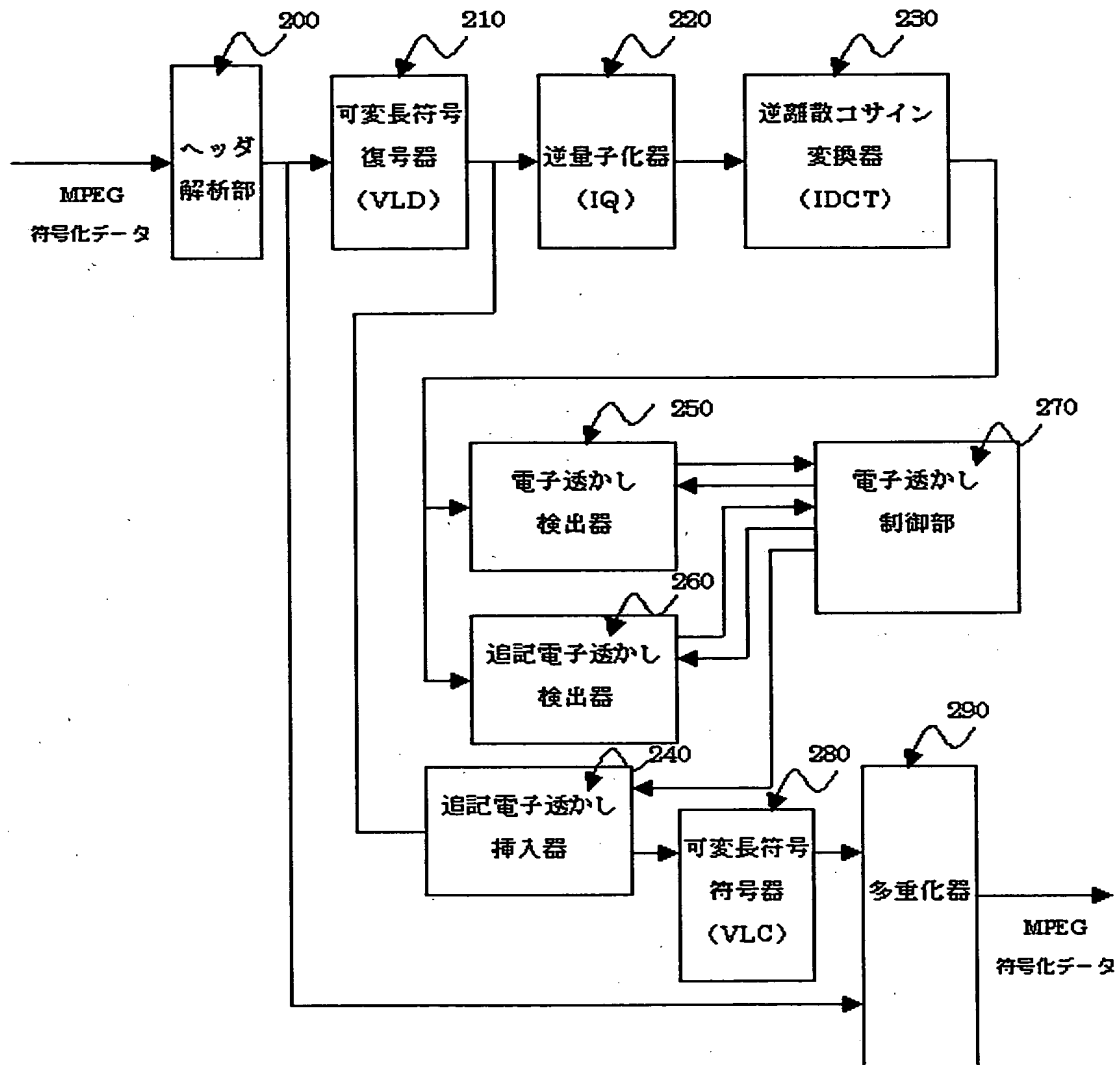 200
210
220
230
ヘッダ
解析部
可変長符号
復号器
(VLD)
逆量子化器
(IQ)
逆離散コサイン
変換器
(IDCT)
MPEG
符号化データ
250
270
電子透かし
検出器
電子透かし
制御部
260
追記電子透かし
検出器
240
280
290
追記電子透かし
挿入器
可変長符号
符号器
(VLC)
多重化器
MPEG
符号化データ